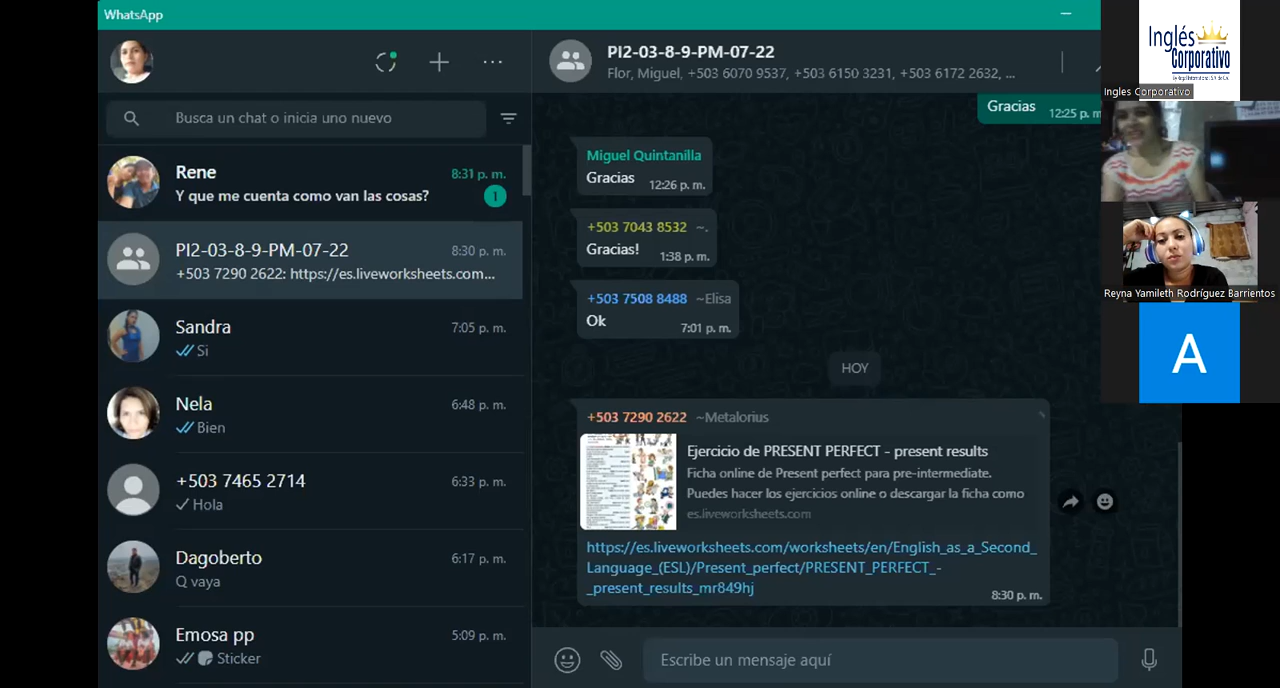 WhatsApp
Busca un chat o inicia uno nuevo
Rene
8:31 p. m.
Y que me cuenta como van las cosas?
1
PI2-03-8-9-PM-07-22
8:30 p. m.
+503 7290 2622: https://es.liveworksheets.com...
Sandra
7:05 p. m.
Si
Nela
6:48 p. m.
Bien
+503 7465 2714
6:33 p. m.
Hola
Dagoberto
6:17 p. m.
Q vaya
Emosa pp
5:09 p. m.
Sticker
PI2-03-8-9-PM-07-22
Flor, Miguel, +503 6070 9537, +503 6150 3231, +503 6172 2632, ...
Gracias
12:25 p. m
Miguel Quintanilla
Gracias
12:26 p. m.
+503 7043 8532 ~.
Gracias!
1:38 p. m.
+503 7508 8488 ~Elisa
Ok
7:01 p. m.
HOY
+503 7290 2622 ~Metalorius
Ejercicio de PRESENT PERFECT - present results
Ficha online de Present perfect para pre-intermediate.
Puedes hacer los ejercicios online o descargar la ficha como
es.liveworksheets.com
https://es.liveworksheets.com/worksheets/en/English_as_a_Second_
Language_(ESL)/Present_perfect/PRESENT_PERFECT_-
_present_results_mr849hj
8:30 p. m.
Escribe un mensaje aquí
Inglés
Corporativo
Ingles Corporativo
Reyna Yamileth Rodríguez Barrientos
A